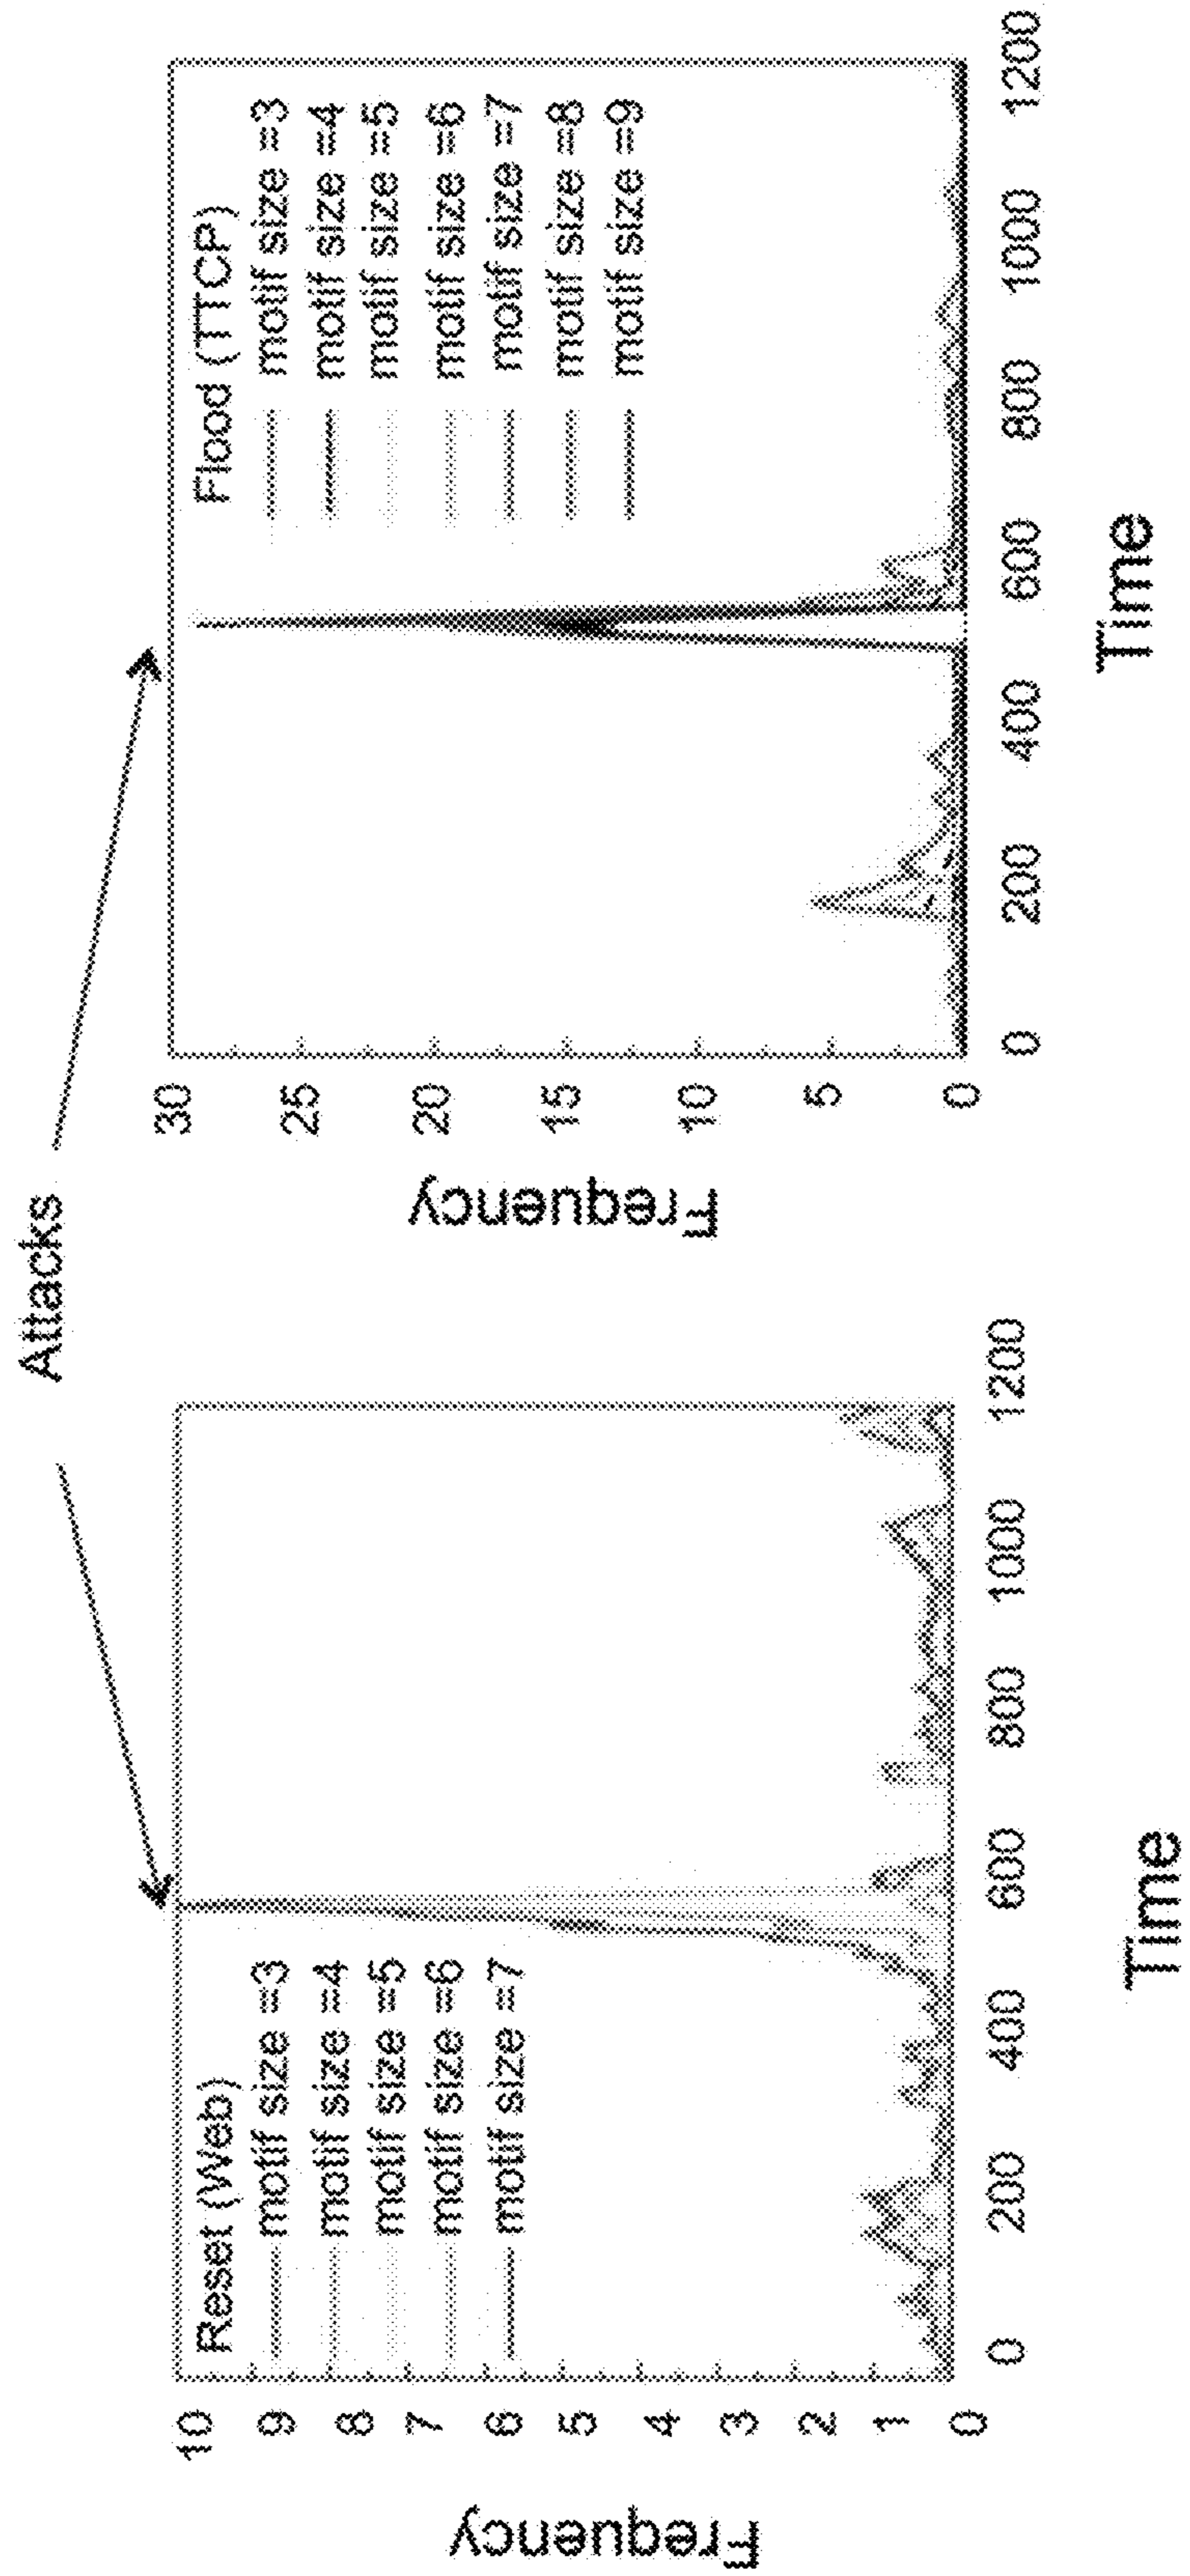 Attacks
Frequency
10
9
8
7
6
5
4
3
2
1
0
Reset (Web)
motif size =3
motif size =4
motif size =5
motif size =6
motif size =7
0
200
400
600
800
1000
1200
Time
Frequency
30
25
20
15
10
5
0
Flood (TTCP)
motif size =3
motif size =4
motif size =5
motif size =6
motif size =7
motif size =8
motif size =9
0
200
400
600
800
1000
1200
Time